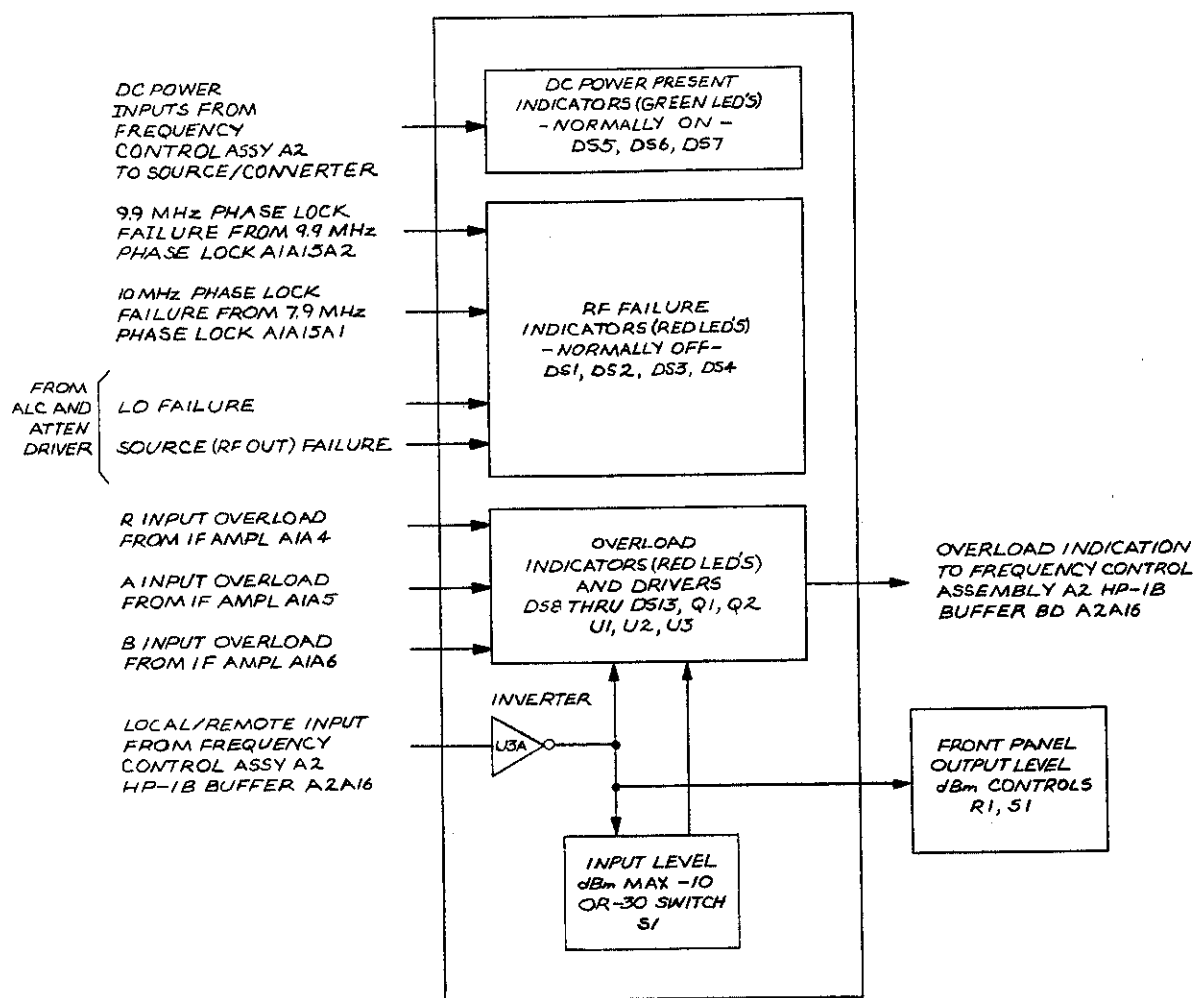 DC POWER
INPUTS FROM
FREQUENCY
CONTROL ASSY A2
TO SOURCE/CONVERTER
DC POWER PRESENT
INDICATORS (GREEN LED'S)
-NORMALLY ON-
DS5, DS6, DS7
9.9 MHz PHASE LOCK
FAILURE FROM 9.9 MHz
PHASE LOCK A1A15A2
10 MHz PHASE LOCK
FAILURE FROM 7.9 MHz
PHASE LOCK A1A15A1
RF FAILURE
INDICATORS (RED LED'S)
-NORMALLY OFF-
DS1, DS2, DS3, DS4
FROM
ALC AND
ATTEN
DRIVER
LO FAILURE
SOURCE (RF OUT) FAILURE
R INPUT OVERLOAD
FROM IF AMPL A1A4
A INPUT OVERLOAD
FROM IF AMPL A1A5
B INPUT OVERLOAD
FROM IF AMPL A1A6
OVERLOAD
INDICATORS (RED LED'S)
AND DRIVERS
DS8 THRU DS13, Q1, Q2
U1, U2, U3
OVERLOAD INDICATION
TO FREQUENCY CONTROL
ASSEMBLY A2 HP-1B
BUFFER BD A2A16
LOCAL/REMOTE INPUT
FROM FREQUENCY
CONTROL ASSY A2
HP-1B BUFFER A2A16
INVERTER
U3A
FRONT PANEL
OUTPUT LEVEL
dBm CONTROLS
R1, S1
INPUT LEVEL
dBm MAX -10
OR-30 SWITCH
S1